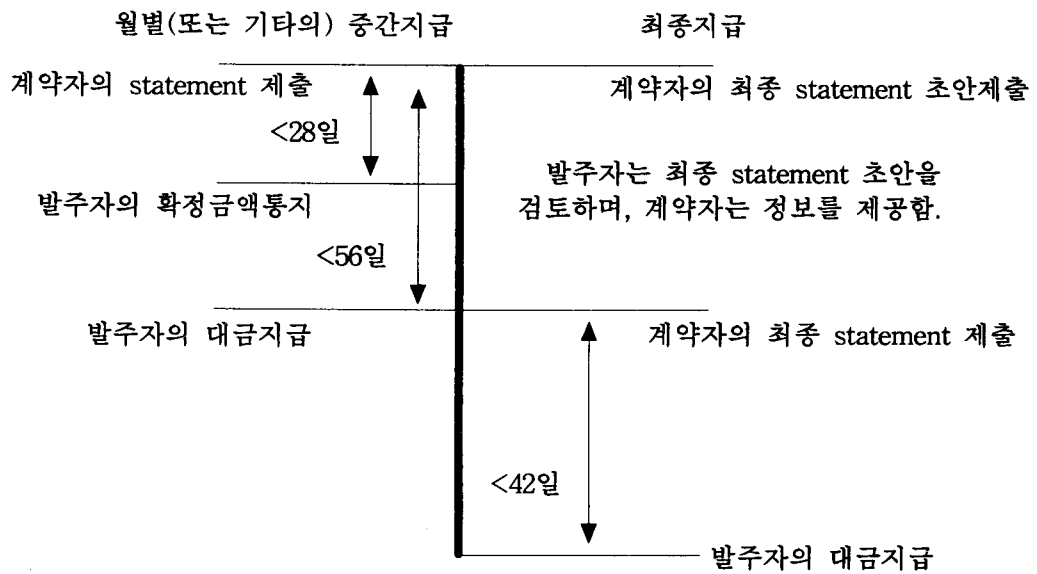 월별(또는 기타의) 중간지급
최종지급
계약자의 statement 제출
계약자의 최종 statement 초안제출
<28일
발주자는 최종 statement 초안을
검토하며, 계약자는 정보를 제공함.
발주자의 확정금액통지
<56일
발주자의 대금지급
계약자의 최종 statement 제출
<42일
발주자의 대금지급